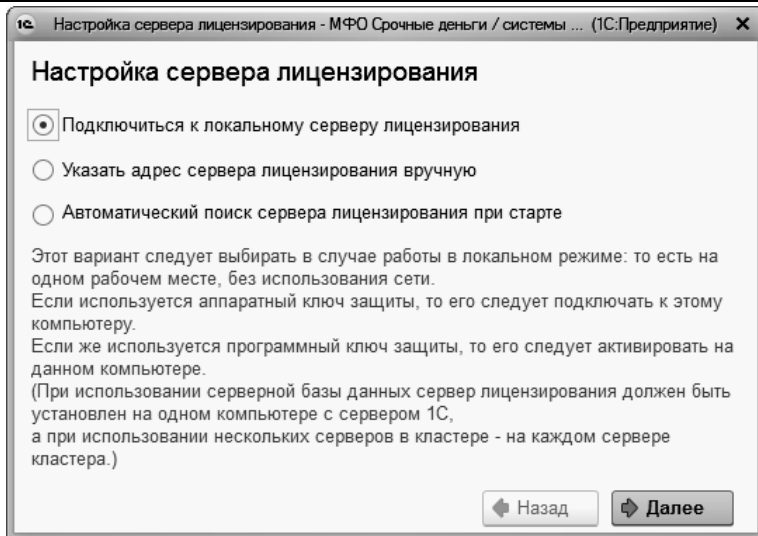 1С Настройка сервера лицензирования - МФО Срочные деньги / системы ... (1С:Предприятие) ×
Настройка сервера лицензирования
Подключиться к локальному серверу лицензирования
Указать адрес сервера лицензирования вручную
Автоматический поиск сервера лицензирования при старте
Этот вариант следует выбирать в случае работы в локальном режиме: то есть на
одном рабочем месте, без использования сети.
Если используется аппаратный ключ защиты, то его следует подключать к этому
компьютеру.
Если же используется программный ключ защиты, то его следует активировать на
данном компьютере.
(При использовании серверной базы данных сервер лицензирования должен быть
установлен на одном компьютере с сервером 1С,
а при использовании нескольких серверов в кластере - на каждом сервере
кластера.)
Назад Далее